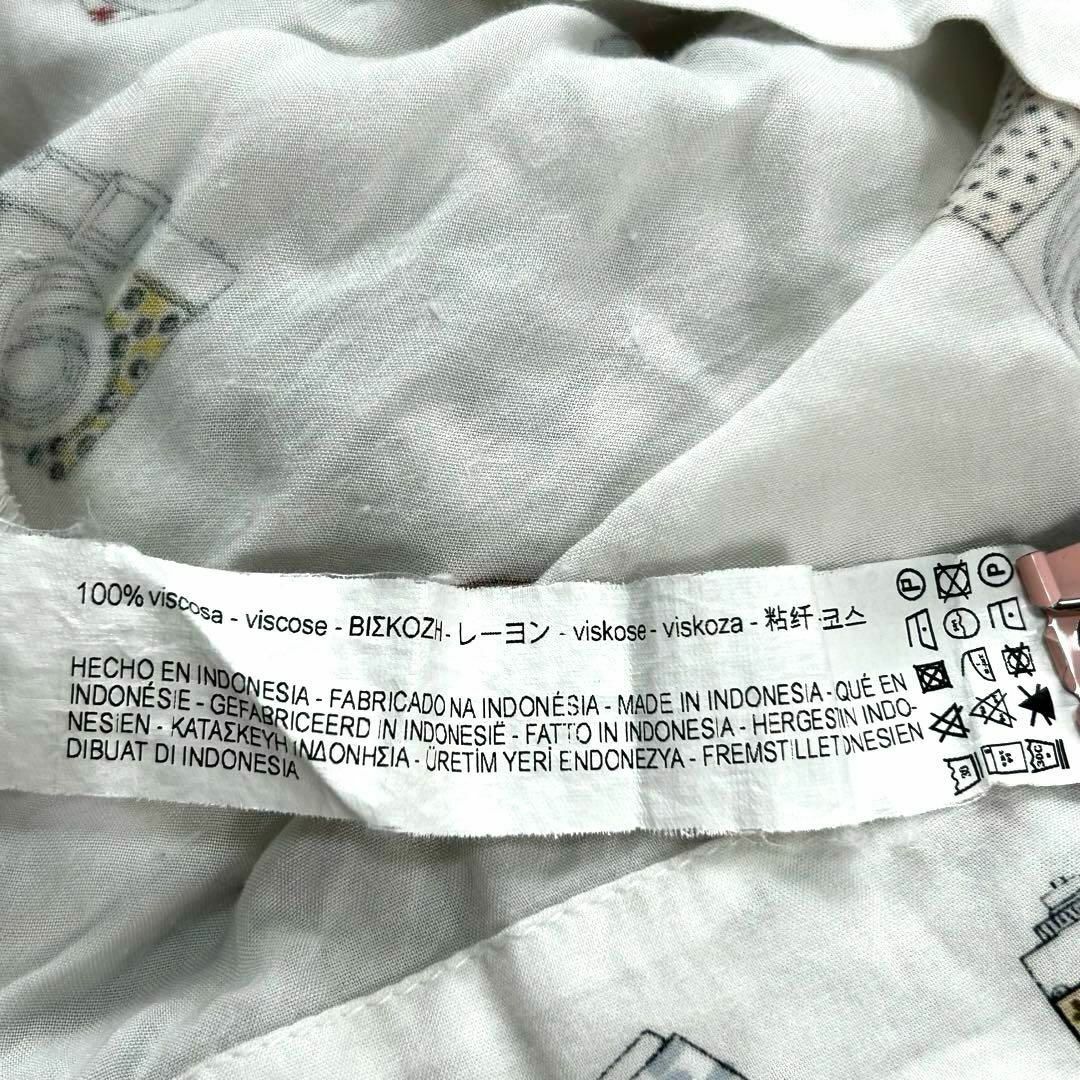 100% viscosa - viscose - ΒΙΣΚΟΖΗ - レーヨン - viskose - viskoza - 粘纤 · 코스
HECHO EN INDONESIA - FABRICADO NA INDONÉSIA - MADE IN INDONESIA - QUÉ EN
INDONÉSIE - GEFABRICEERD IN INDONESIË - FATTO IN INDONESIA - HERGESIN INDO-
NESIEN - ΚΑΤΑΣΚΕΥΗ ΙΝΔΟΝΗΣΙΑ - ÜRETİM YERİ ENDONEZYA - FREMSTILLET
DIBUAT DI INDONESIA
P
P